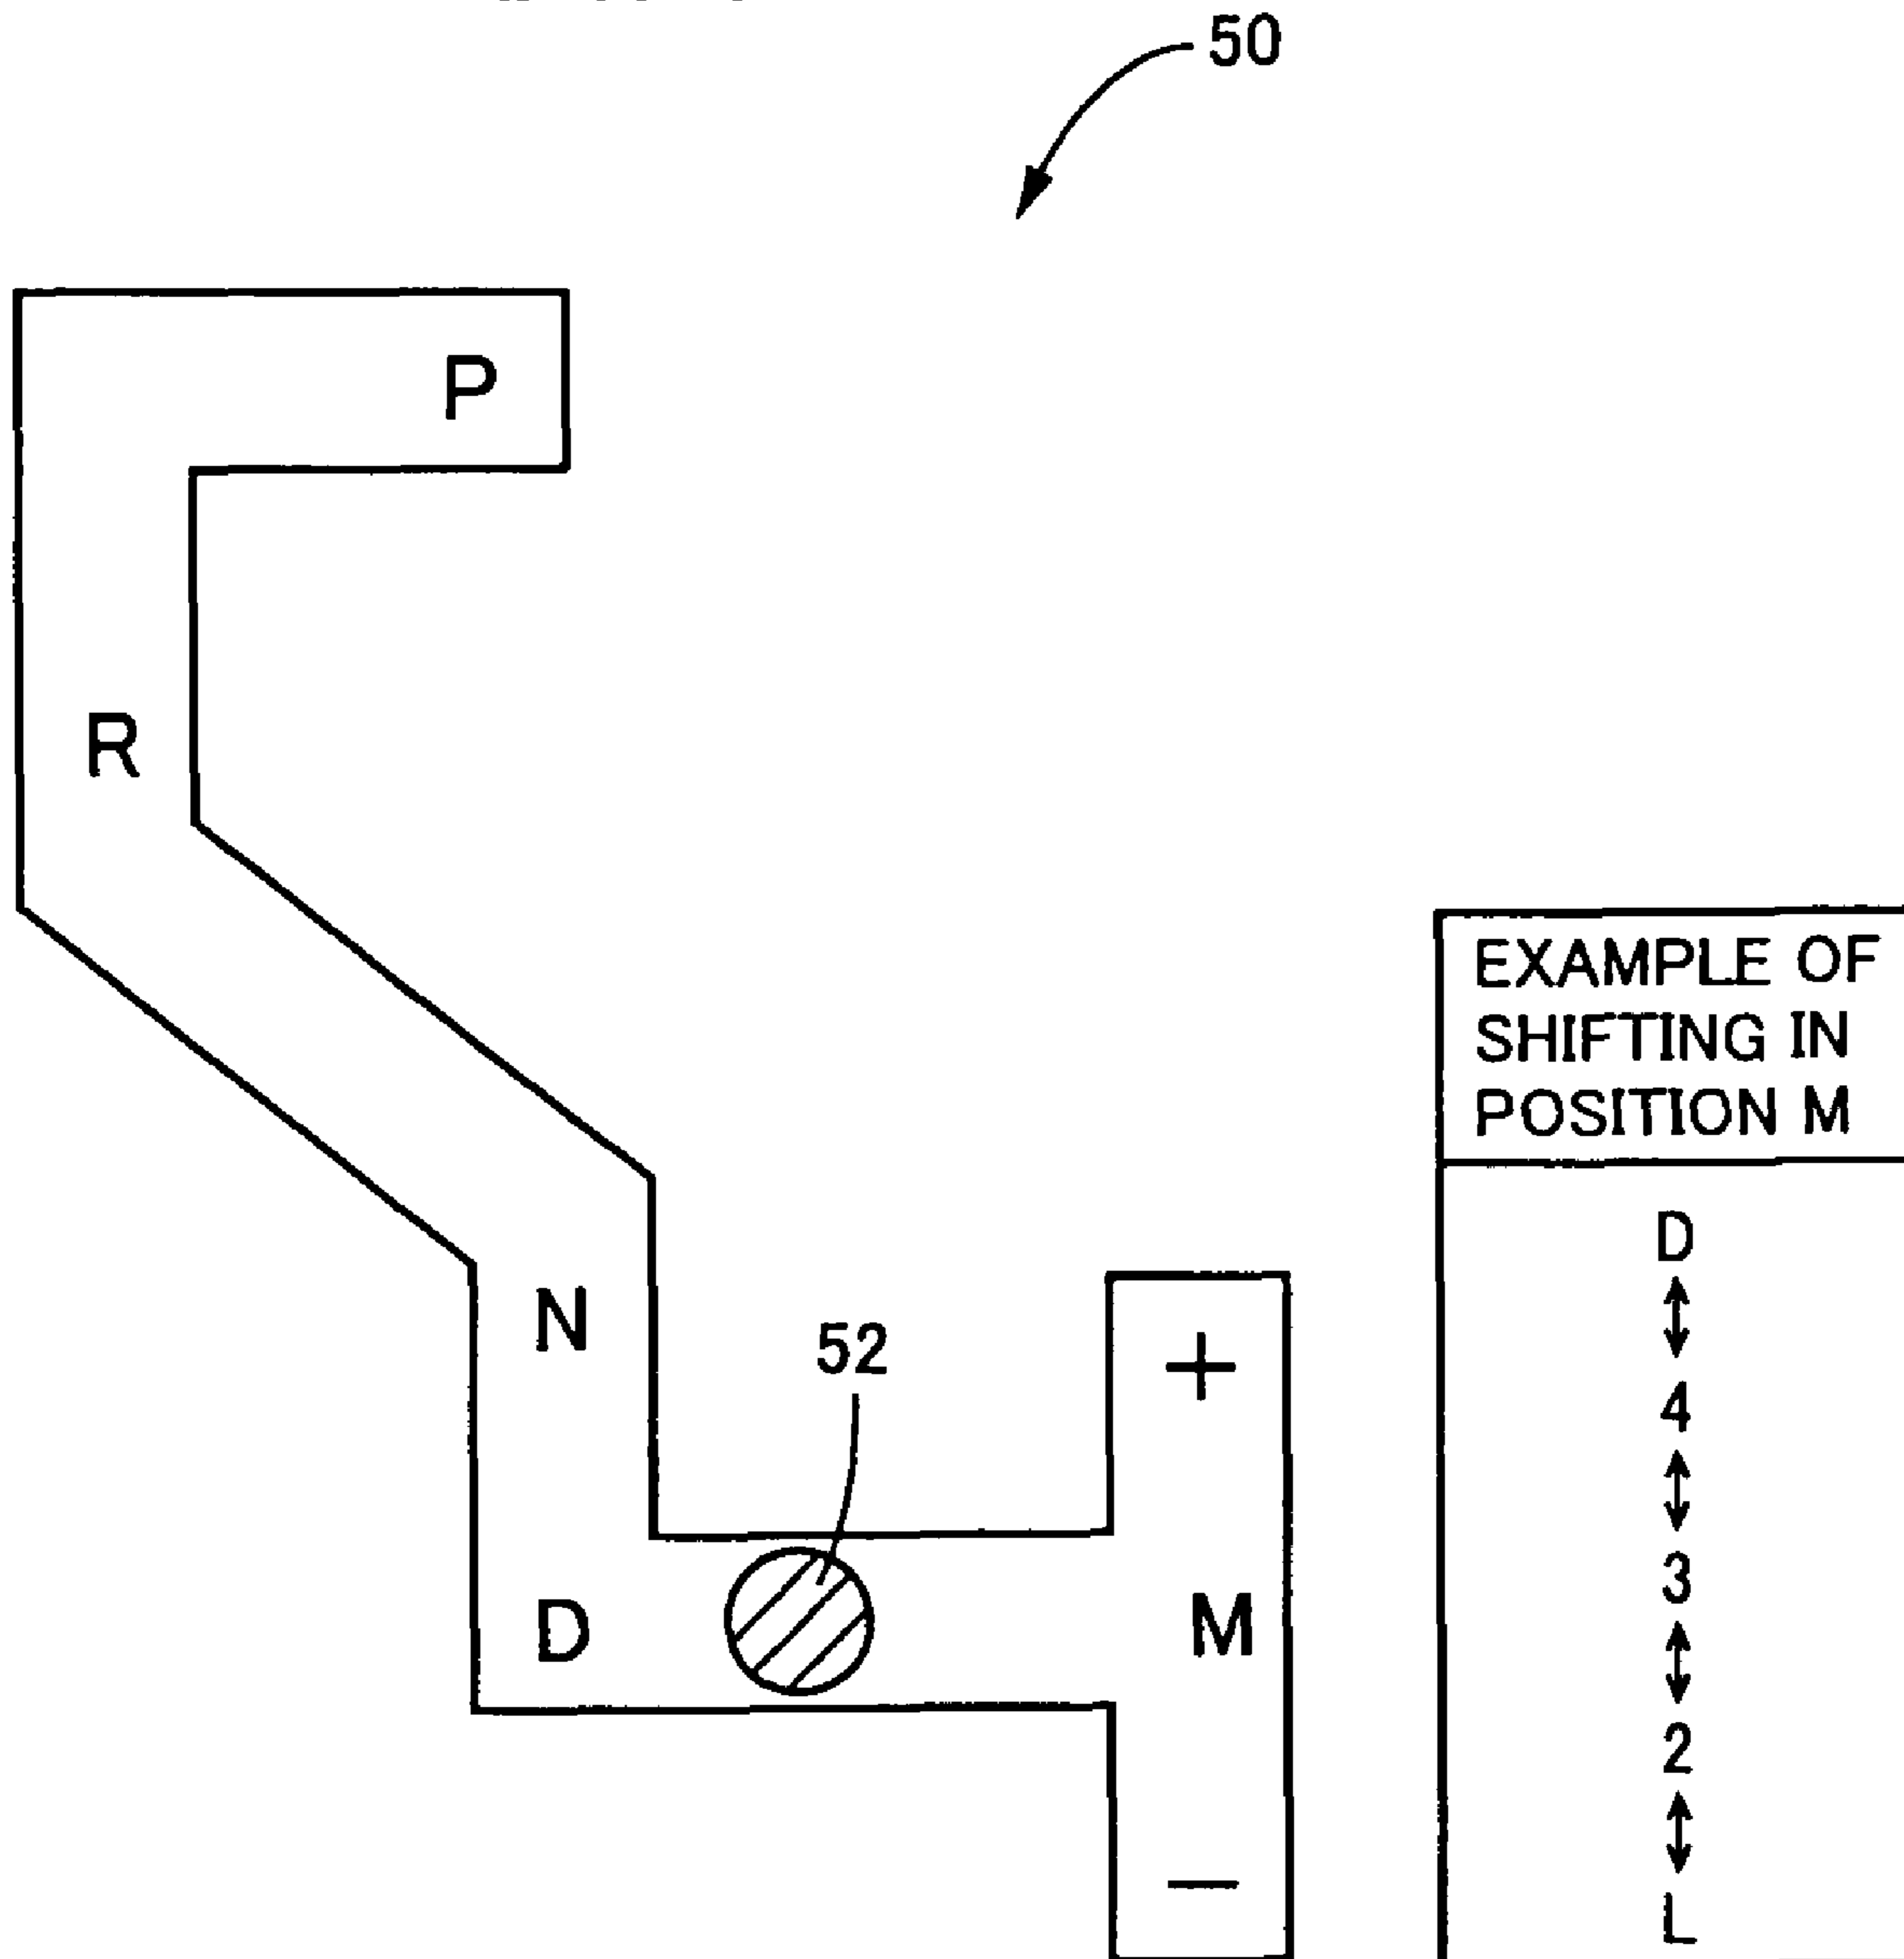 50
P
R
N
52
+
D
M
−
EXAMPLE OF
SHIFTING IN
POSITION M
D
4
3
2
L